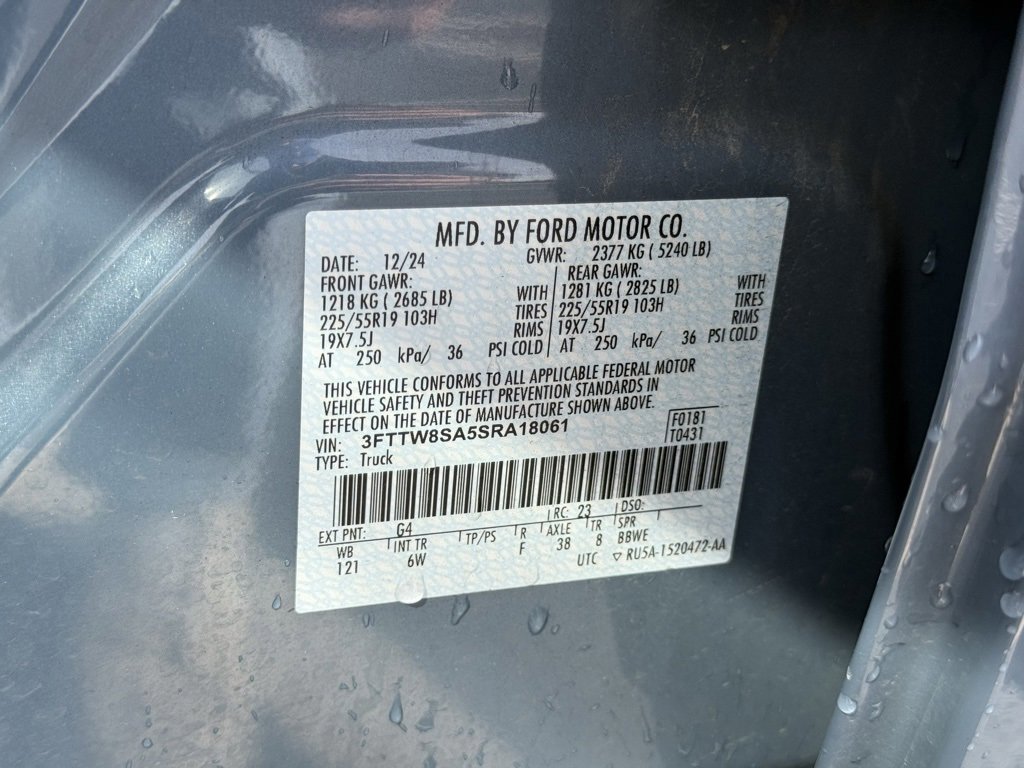 MFD. BY FORD MOTOR CO.
DATE: 12/24 GVWR: 2377 KG ( 5240 LB)
FRONT GAWR: REAR GAWR:
1218 KG ( 2685 LB) WITH 1281 KG ( 2825 LB) WITH
225/55R19 103H TIRES 225/55R19 103H TIRES
19X7.5J RIMS 19X7.5J RIMS
AT 250 kPa/ 36 PSI COLD AT 250 kPa/ 36 PSI COLD
THIS VEHICLE CONFORMS TO ALL APPLICABLE FEDERAL MOTOR
VEHICLE SAFETY AND THEFT PREVENTION STANDARDS IN
EFFECT ON THE DATE OF MANUFACTURE SHOWN ABOVE.
VIN: 3FTTW8SA5SRA18061 F0181
TYPE: Truck T0431
EXT PNT: G4 RC: 23 DSO:
WB INT TR TP/PS R AXLE TR SPR
121 6W F 38 8 BBWE
UTC ▽ RU5A-1520472-AA